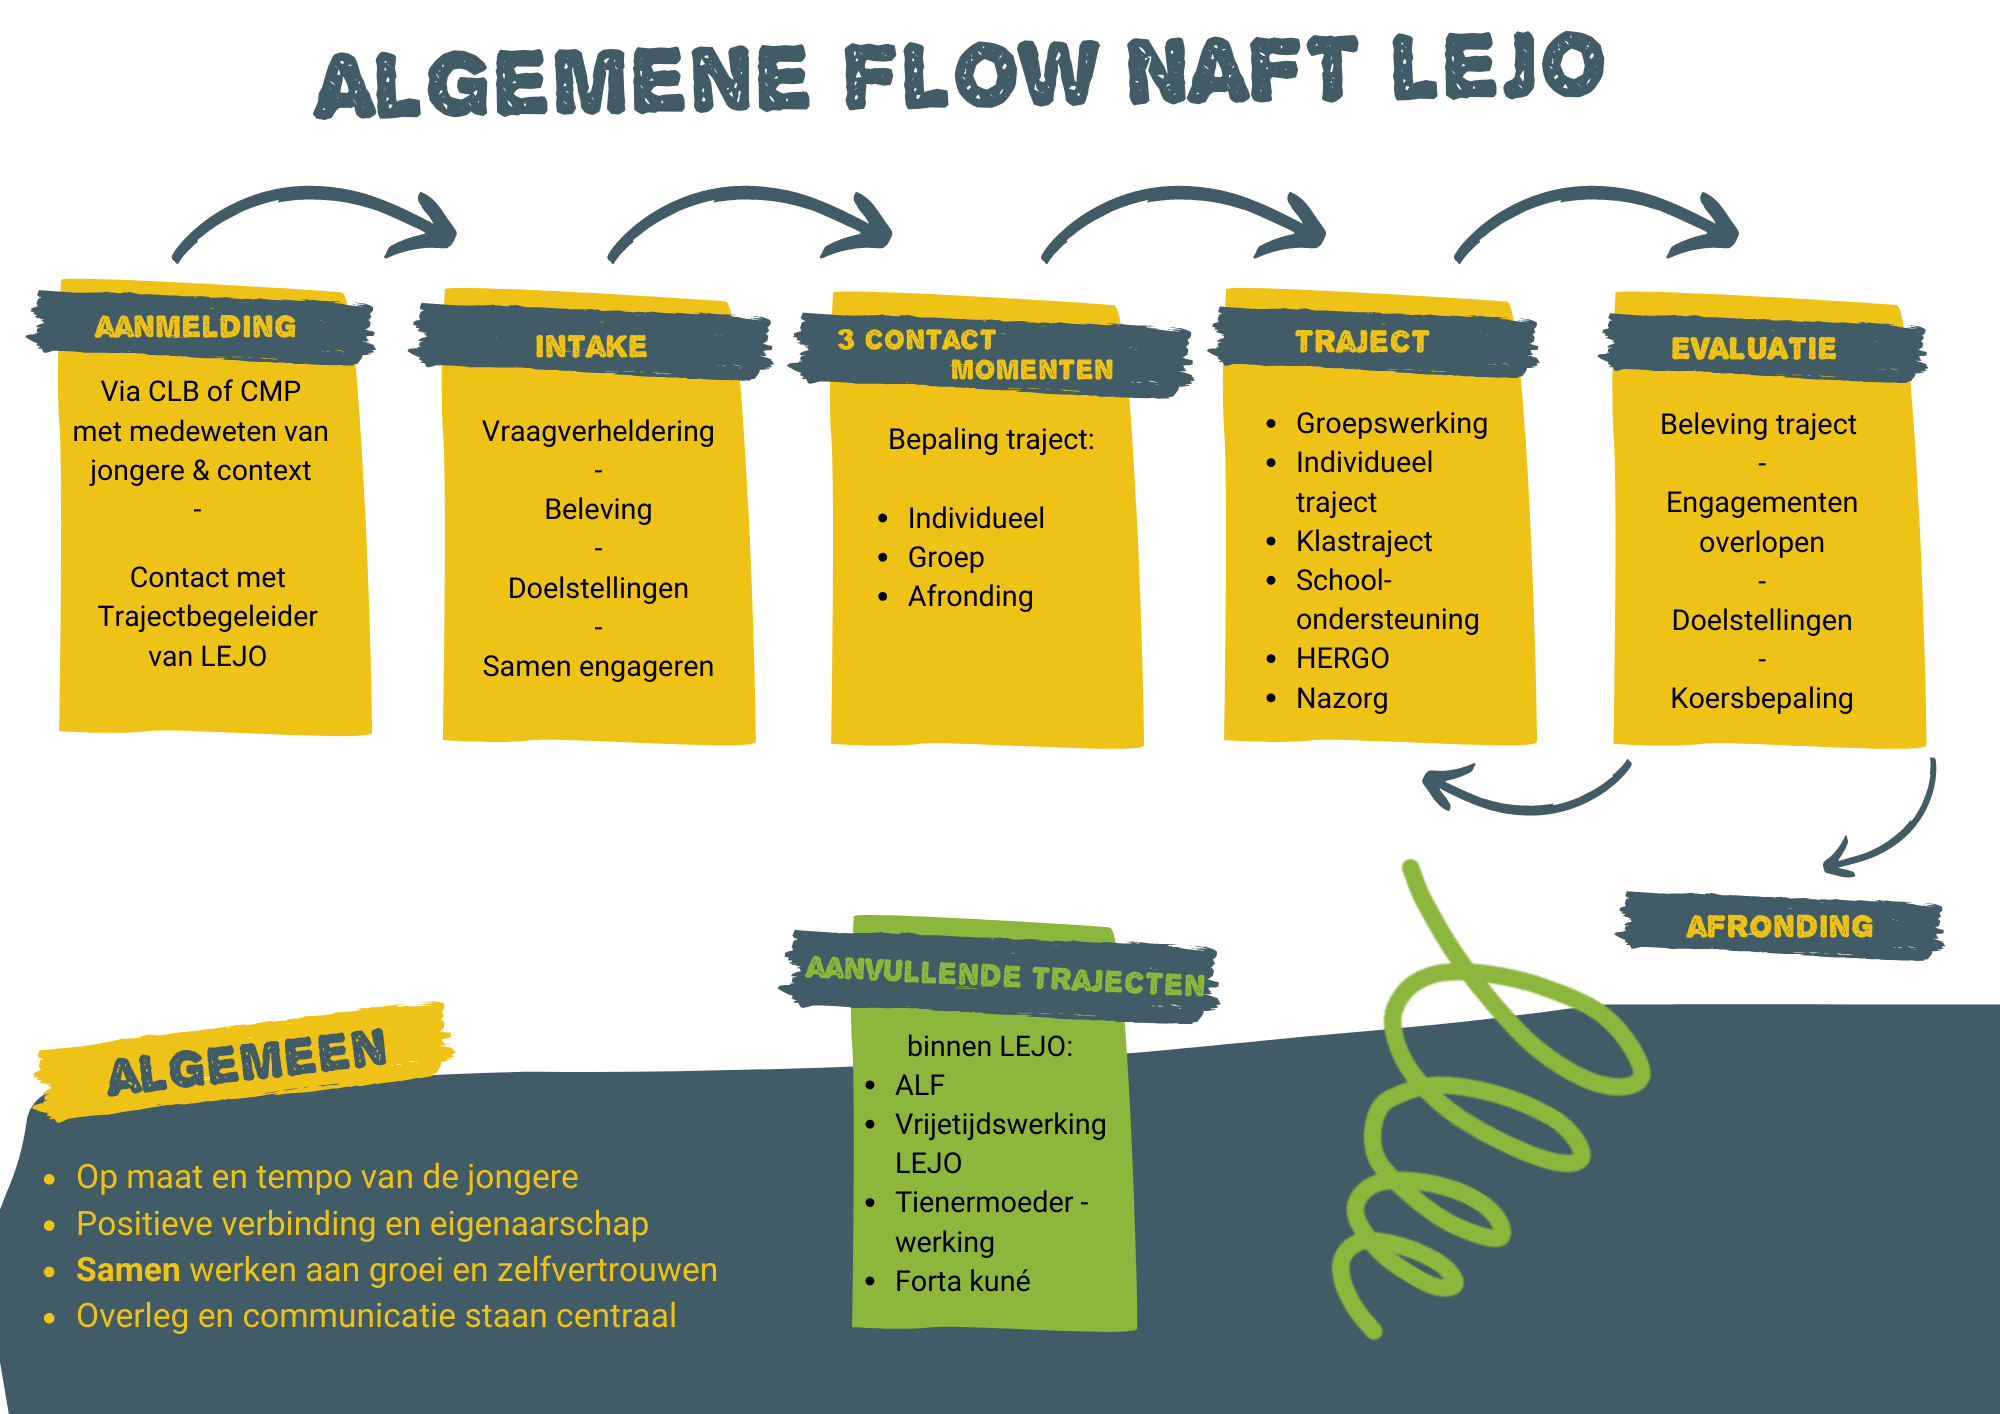 ALGEMENE FLOW NAFT LEJO
AANMELDING
Via CLB of CMP
met medeweten van
jongere & context
-
Contact met
Trajectbegeleider
van LEJO
INTAKE
Vraagverheldering
-
Beleving
-
Doelstellingen
-
Samen engageren
3 CONTACT
MOMENTEN
Bepaling traject:
• Individueel
• Groep
• Afronding
TRAJECT
• Groepswerking
• Individueel
traject
• Klastraject
• School-
ondersteuning
• HERGO
• Nazorg
EVALUATIE
Beleving traject
-
Engagementen
overlopen
-
Doelstellingen
-
Koersbepaling
AFRONDING
AANVULLENDE TRAJECTEN
binnen LEJO:
• ALF
• Vrijetijdswerking
LEJO
• Tienermoeder -
werking
• Forta kuné
ALGEMEEN
• Op maat en tempo van de jongere
• Positieve verbinding en eigenaarschap
• Samen werken aan groei en zelfvertrouwen
• Overleg en communicatie staan centraal